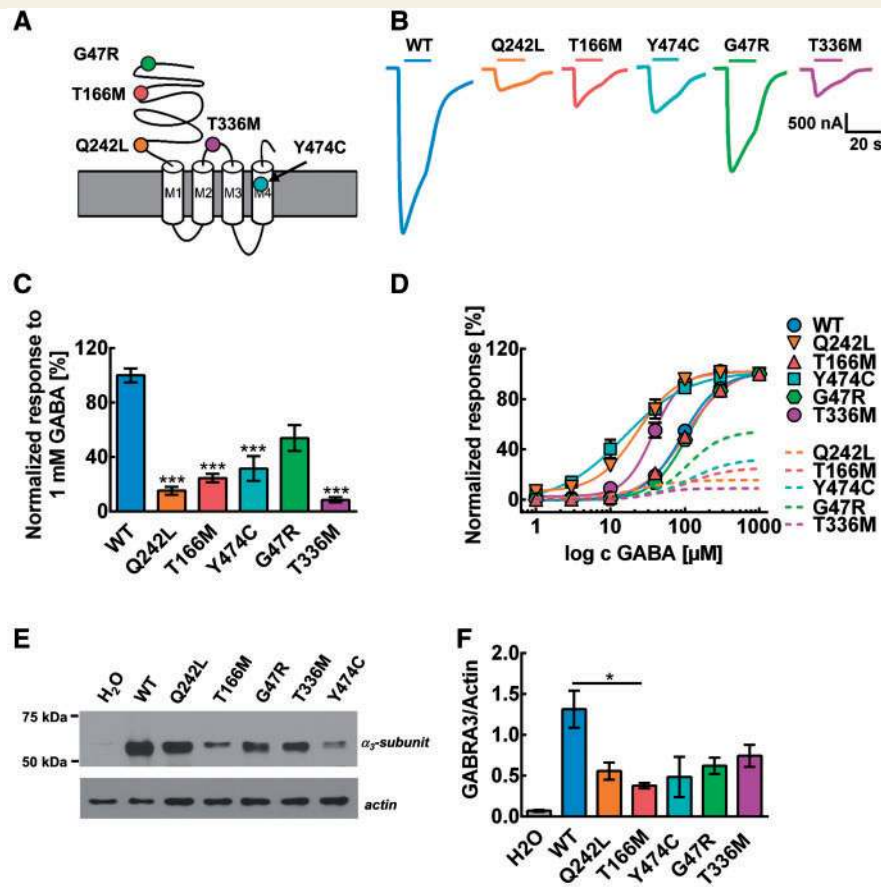 A
G47R
T166M
Q242L
T336M
Y474C
M1 M2 M3 M4
B
WT Q242L T166M Y474C G47R T336M
500 nA
20 s
C
Normalized response to
1 mM GABA [%]
120
80
40
0
*** *** *** ***
WT Q242L T166M Y474C G47R T336M
D
Normalized response [%]
120
80
40
0
1 10 100 1000
log c GABA [µM]
WT
Q242L
T166M
Y474C
G47R
T336M
Q242L
T166M
Y474C
G47R
T336M
E
H₂O WT Q242L T166M G47R T336M Y474C
75 kDa
50 kDa
α₃-subunit
actin
F
GABRA3/Actin
2.0
1.5
1.0
0.5
0.0
*
H2O WT Q242L T166M Y474C G47R T336M